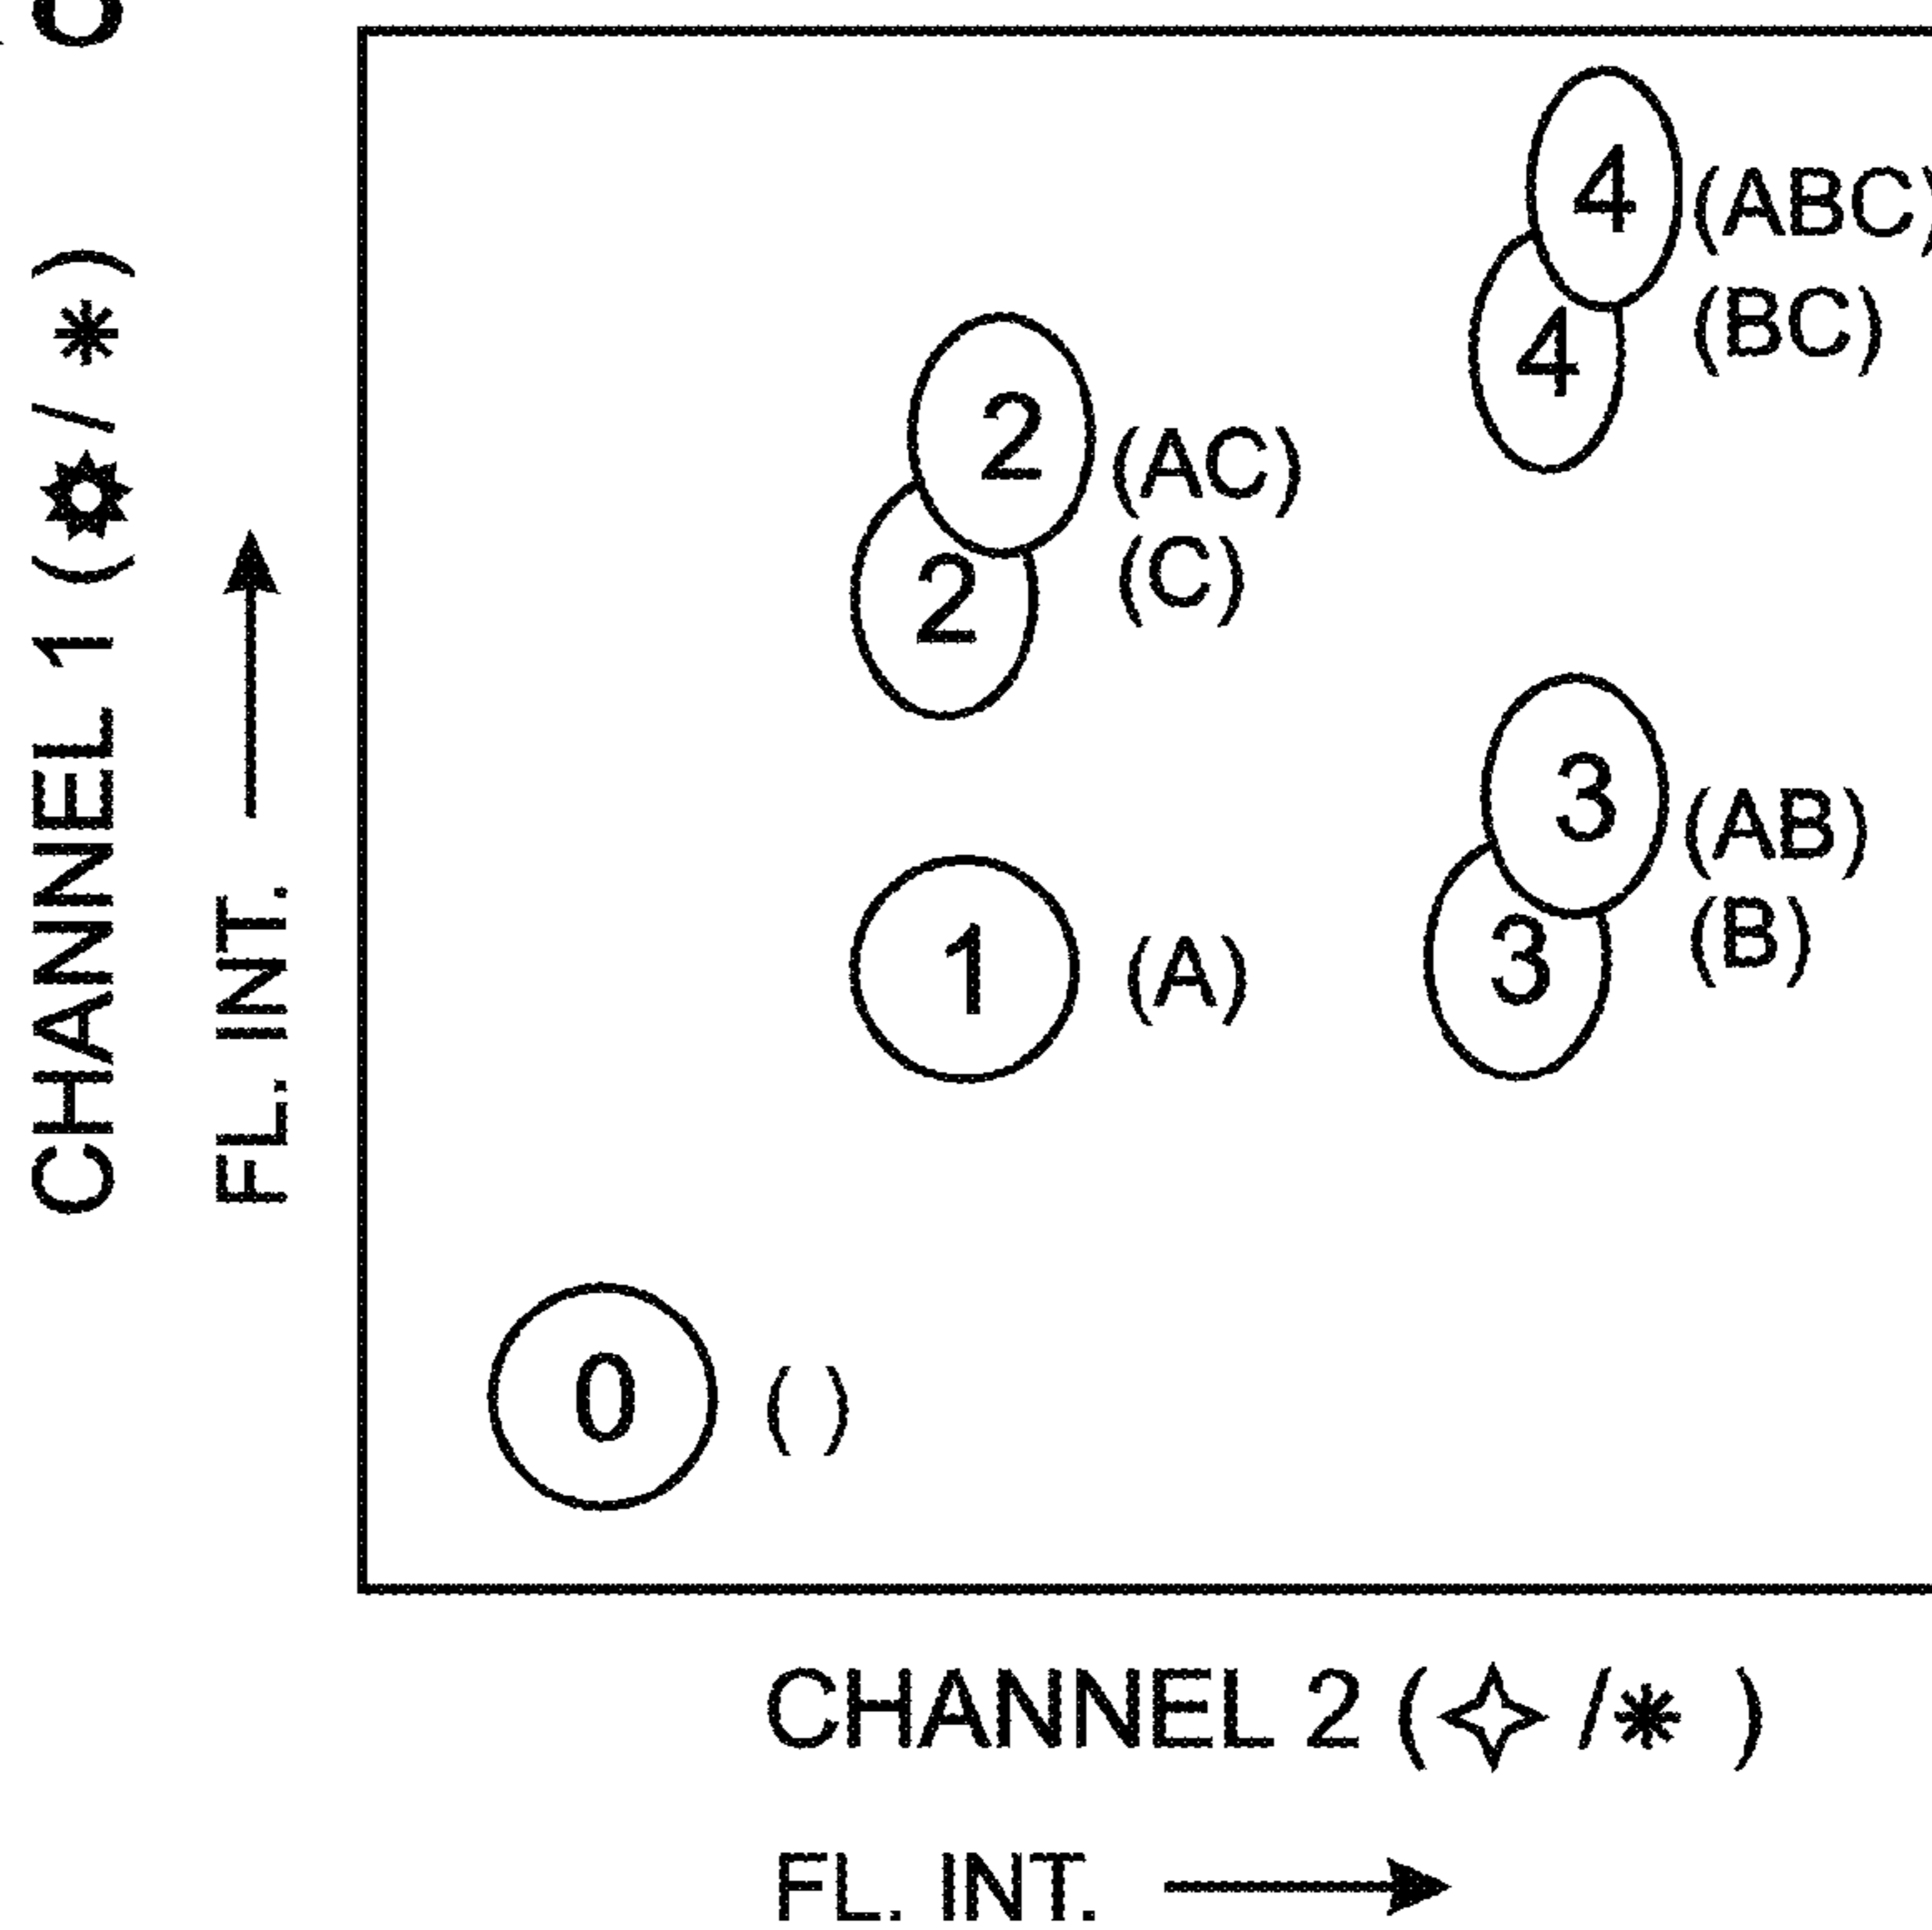 4 (ABC)
4 (BC)
2 (AC)
2 (C)
3 (AB)
3 (B)
1 (A)
0 ( )
CHANNEL 1 (☼/*)
FL. INT.
CHANNEL 2 (✧/*)
FL. INT.